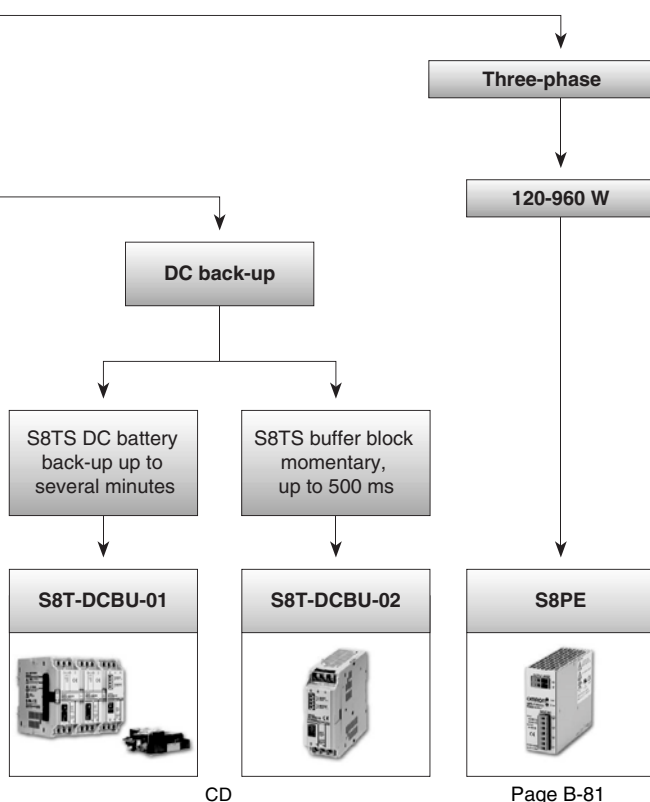 Three-phase
120-960 W
DC back-up
S8TS DC battery
back-up up to
several minutes
S8TS buffer block
momentary,
up to 500 ms
S8T-DCBU-01
S8T-DCBU-02
S8PE
CD
Page B-81